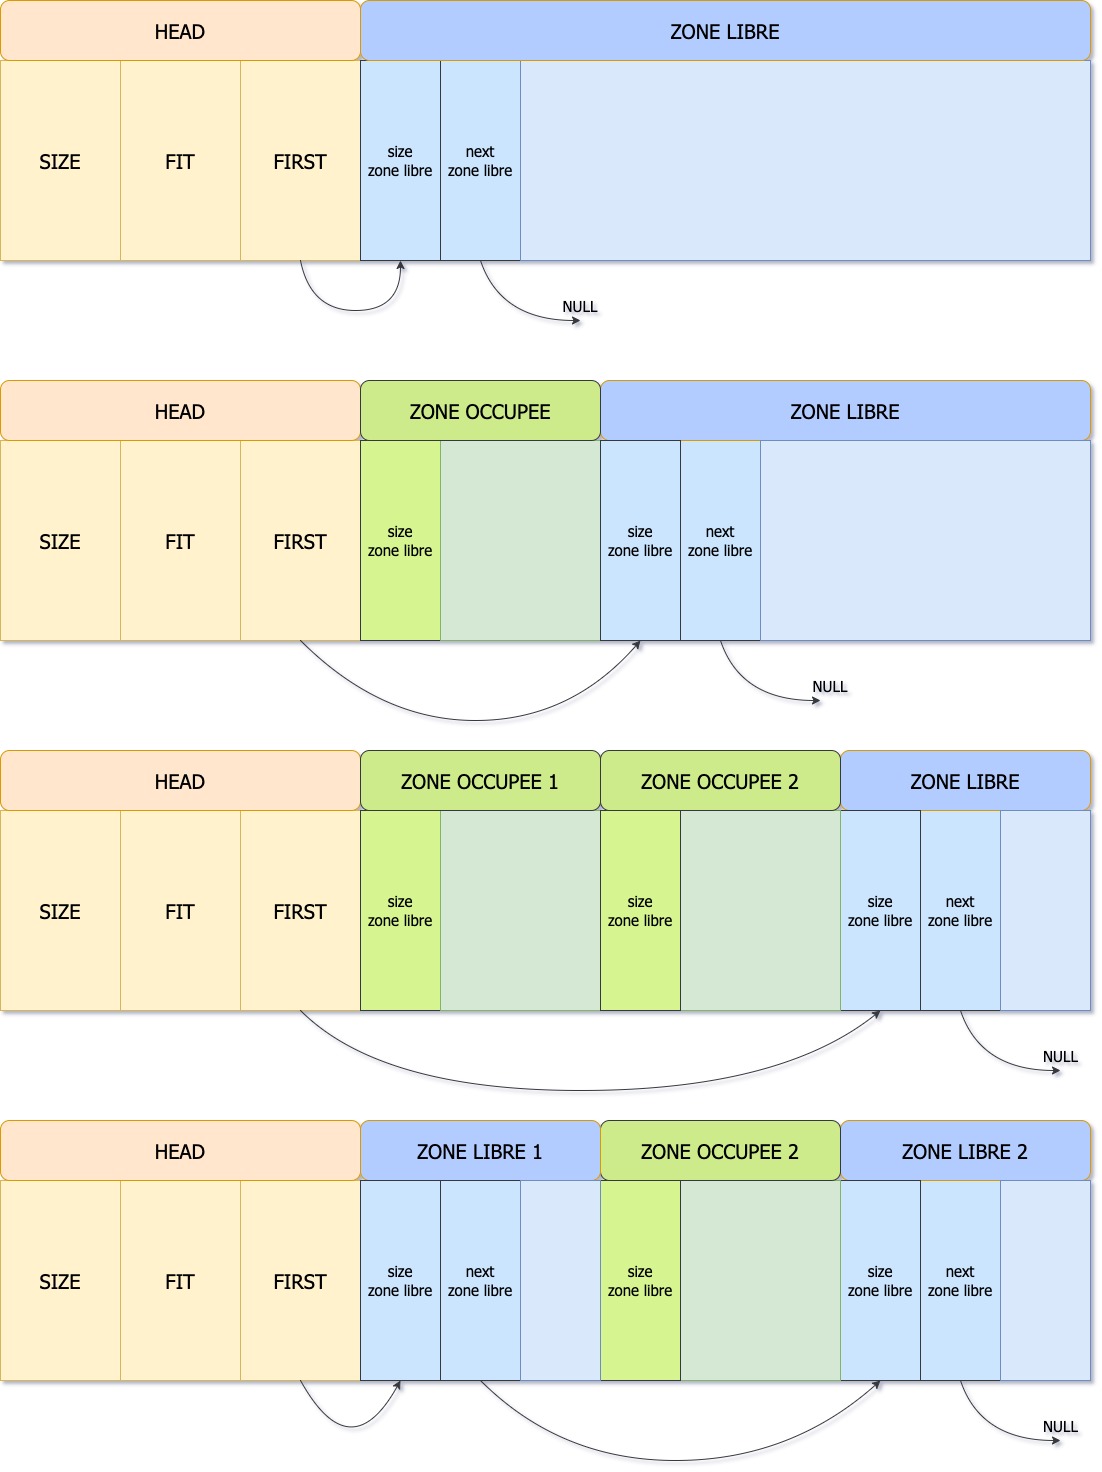 HEAD
ZONE LIBRE
SIZE
FIT
FIRST
size
zone libre
next
zone libre
NULL
HEAD
ZONE OCCUPEE
ZONE LIBRE
SIZE
FIT
FIRST
size
zone libre
size
zone libre
next
zone libre
NULL
HEAD
ZONE OCCUPEE 1
ZONE OCCUPEE 2
ZONE LIBRE
SIZE
FIT
FIRST
size
zone libre
size
zone libre
size
zone libre
next
zone libre
NULL
HEAD
ZONE LIBRE 1
ZONE OCCUPEE 2
ZONE LIBRE 2
SIZE
FIT
FIRST
size
zone libre
next
zone libre
size
zone libre
size
zone libre
next
zone libre
NULL